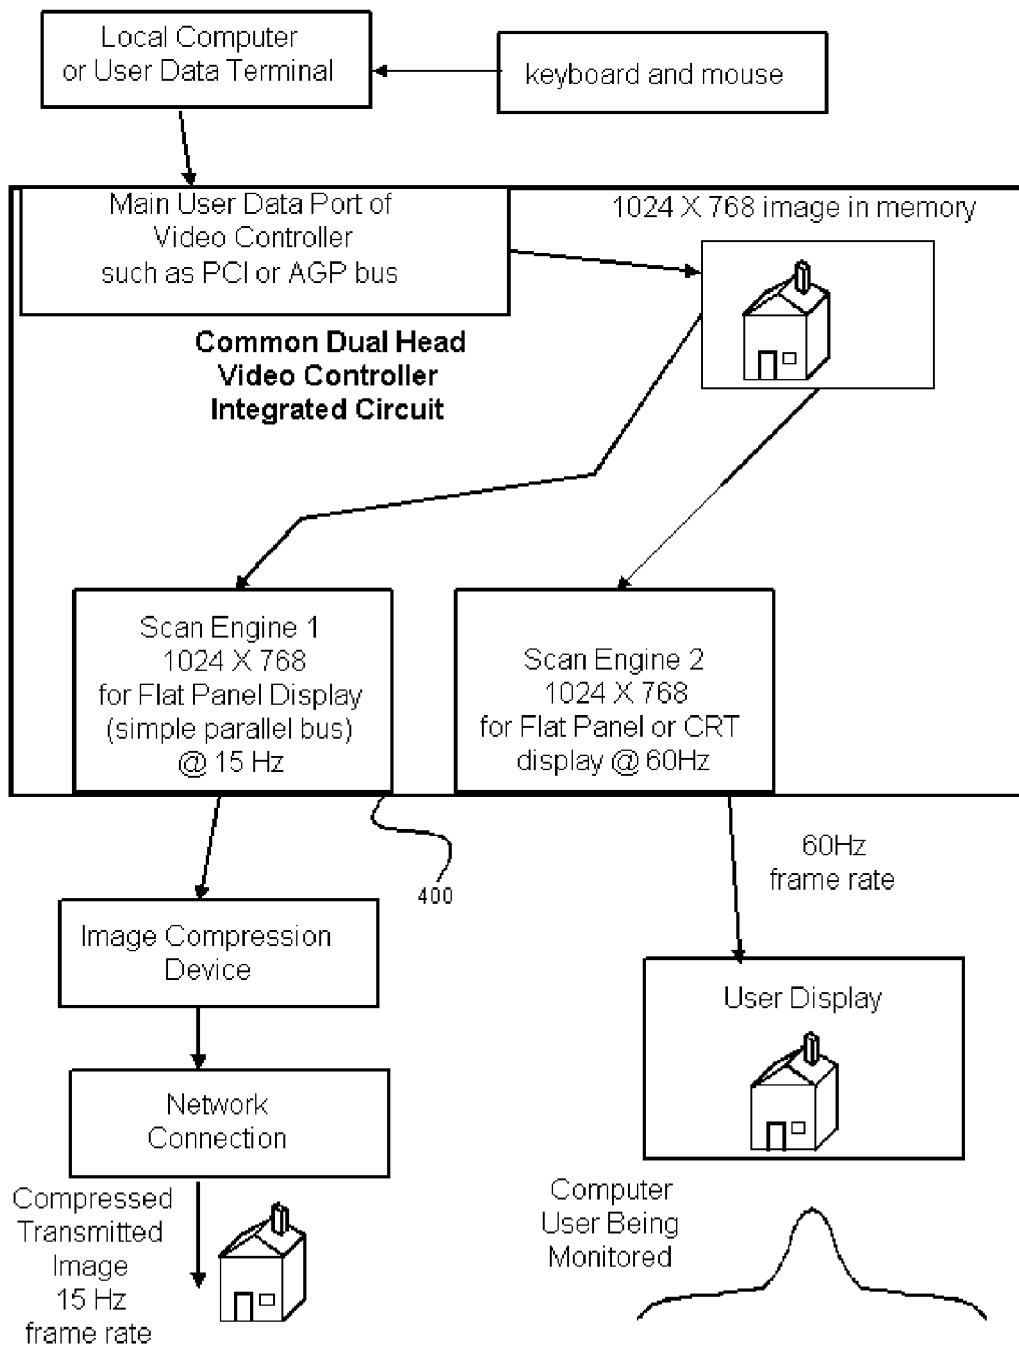 Local Computer
or User Data Terminal
keyboard and mouse
Main User Data Port of
Video Controller
such as PCI or AGP bus
1024 X 768 image in memory
Common Dual Head
Video Controller
Integrated Circuit
Scan Engine 1
1024 X 768
for Flat Panel Display
(simple parallel bus)
@ 15 Hz
Scan Engine 2
1024 X 768
for Flat Panel or CRT
display @ 60Hz
400
60Hz
frame rate
Image Compression
Device
User Display
Network
Connection
Compressed
Transmitted
Image
15 Hz
frame rate
Computer
User Being
Monitored